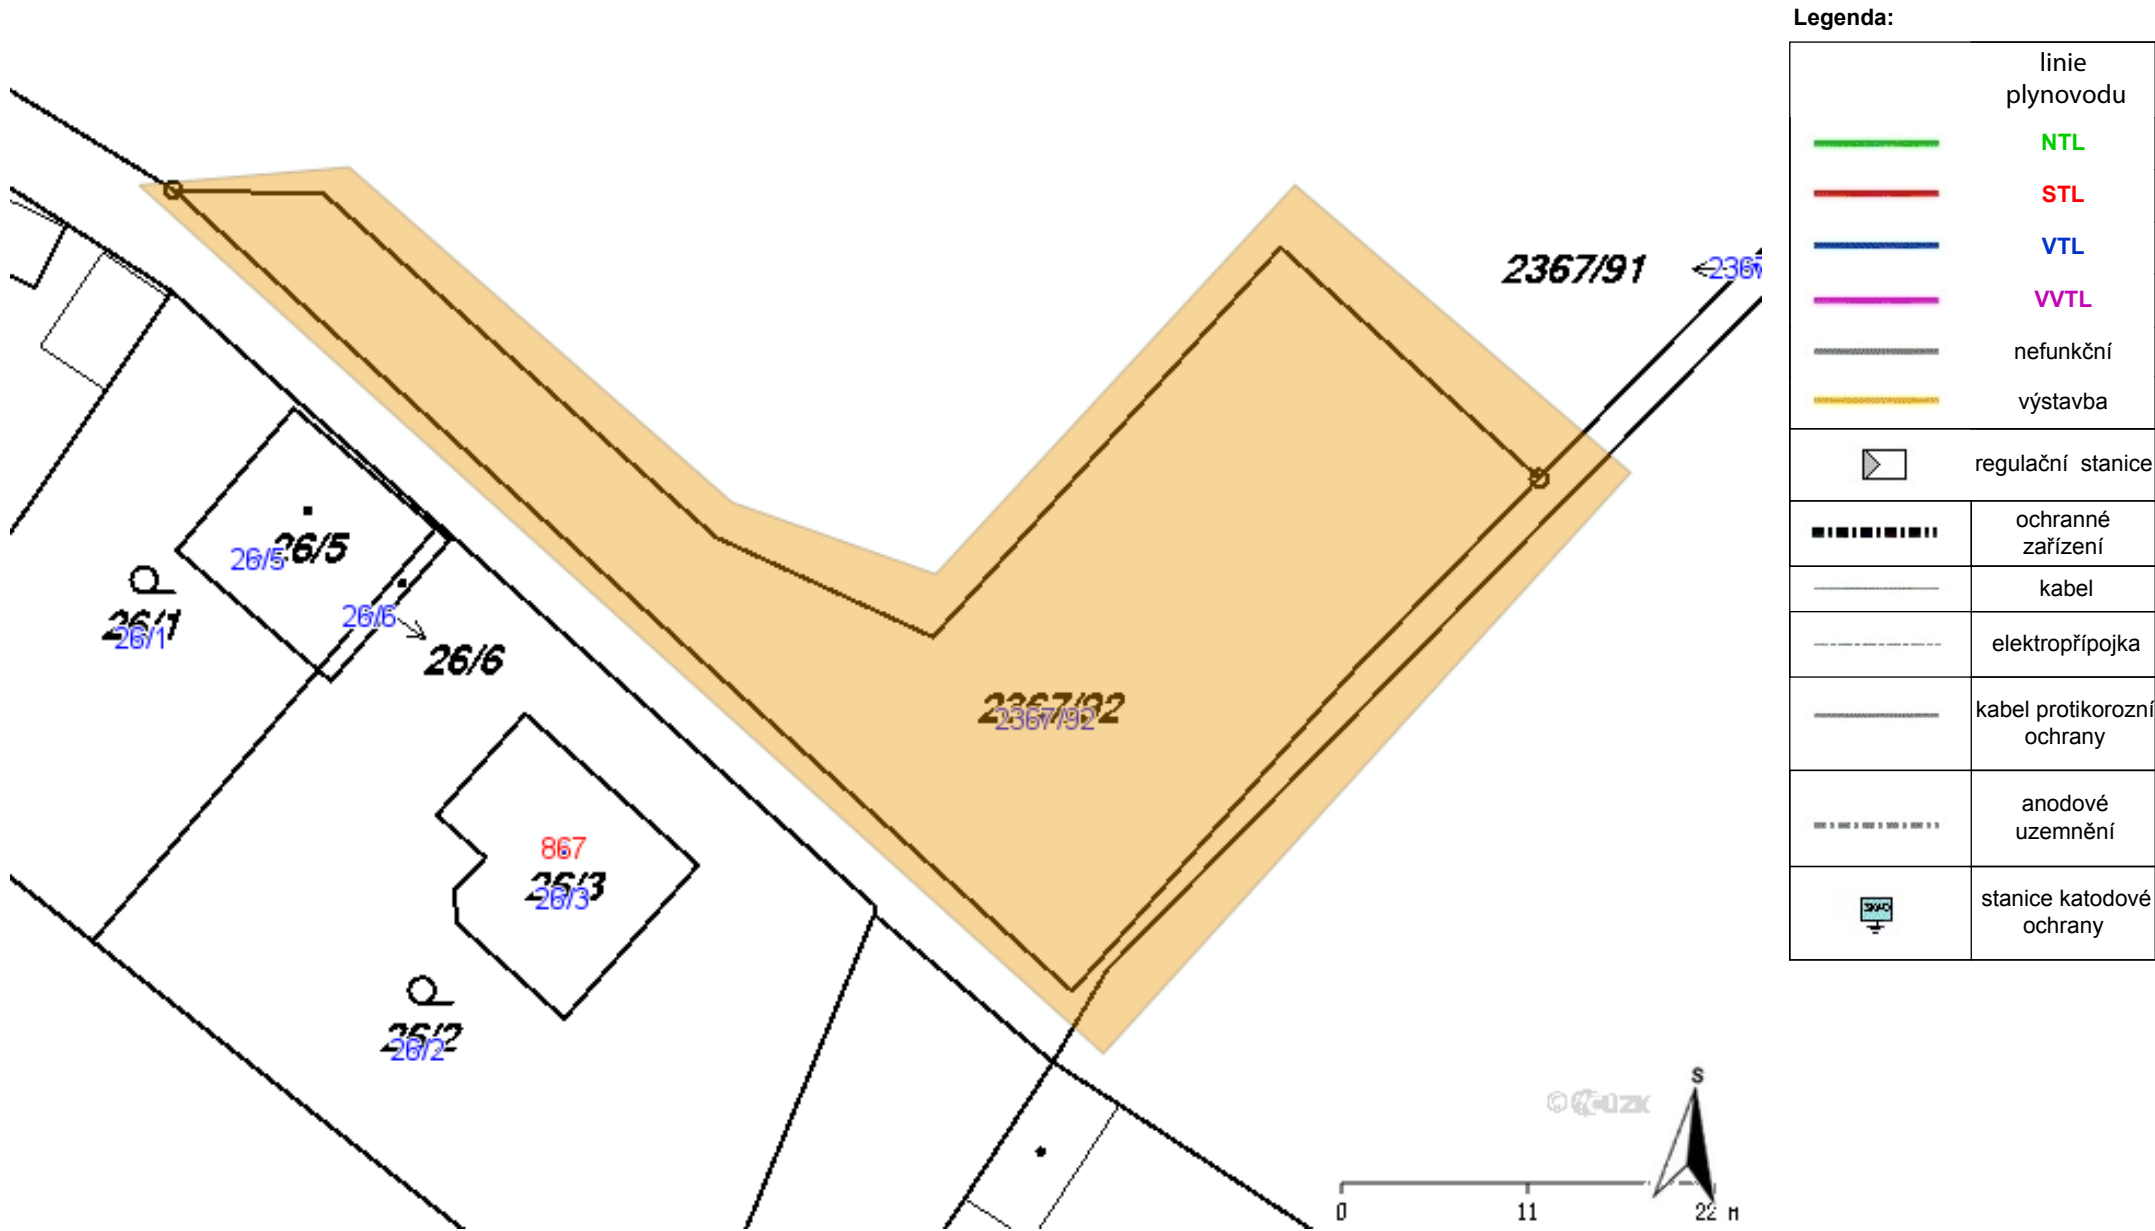 Legenda:
linie
plynovodu
NTL
STL
VTL
VVTL
nefunkční
výstavba
regulační stanice
ochranné
zařízení
kabel
elektropřípojka
kabel protikorozní
ochrany
anodové
uzemnění
stanice katodové
ochrany
2367/91
2367
26/5
26/5
26/1
26/1
26/6
26/6
2367/92
2367/92
867
26/3
26/3
26/2
26/2
S
0 11 22 M